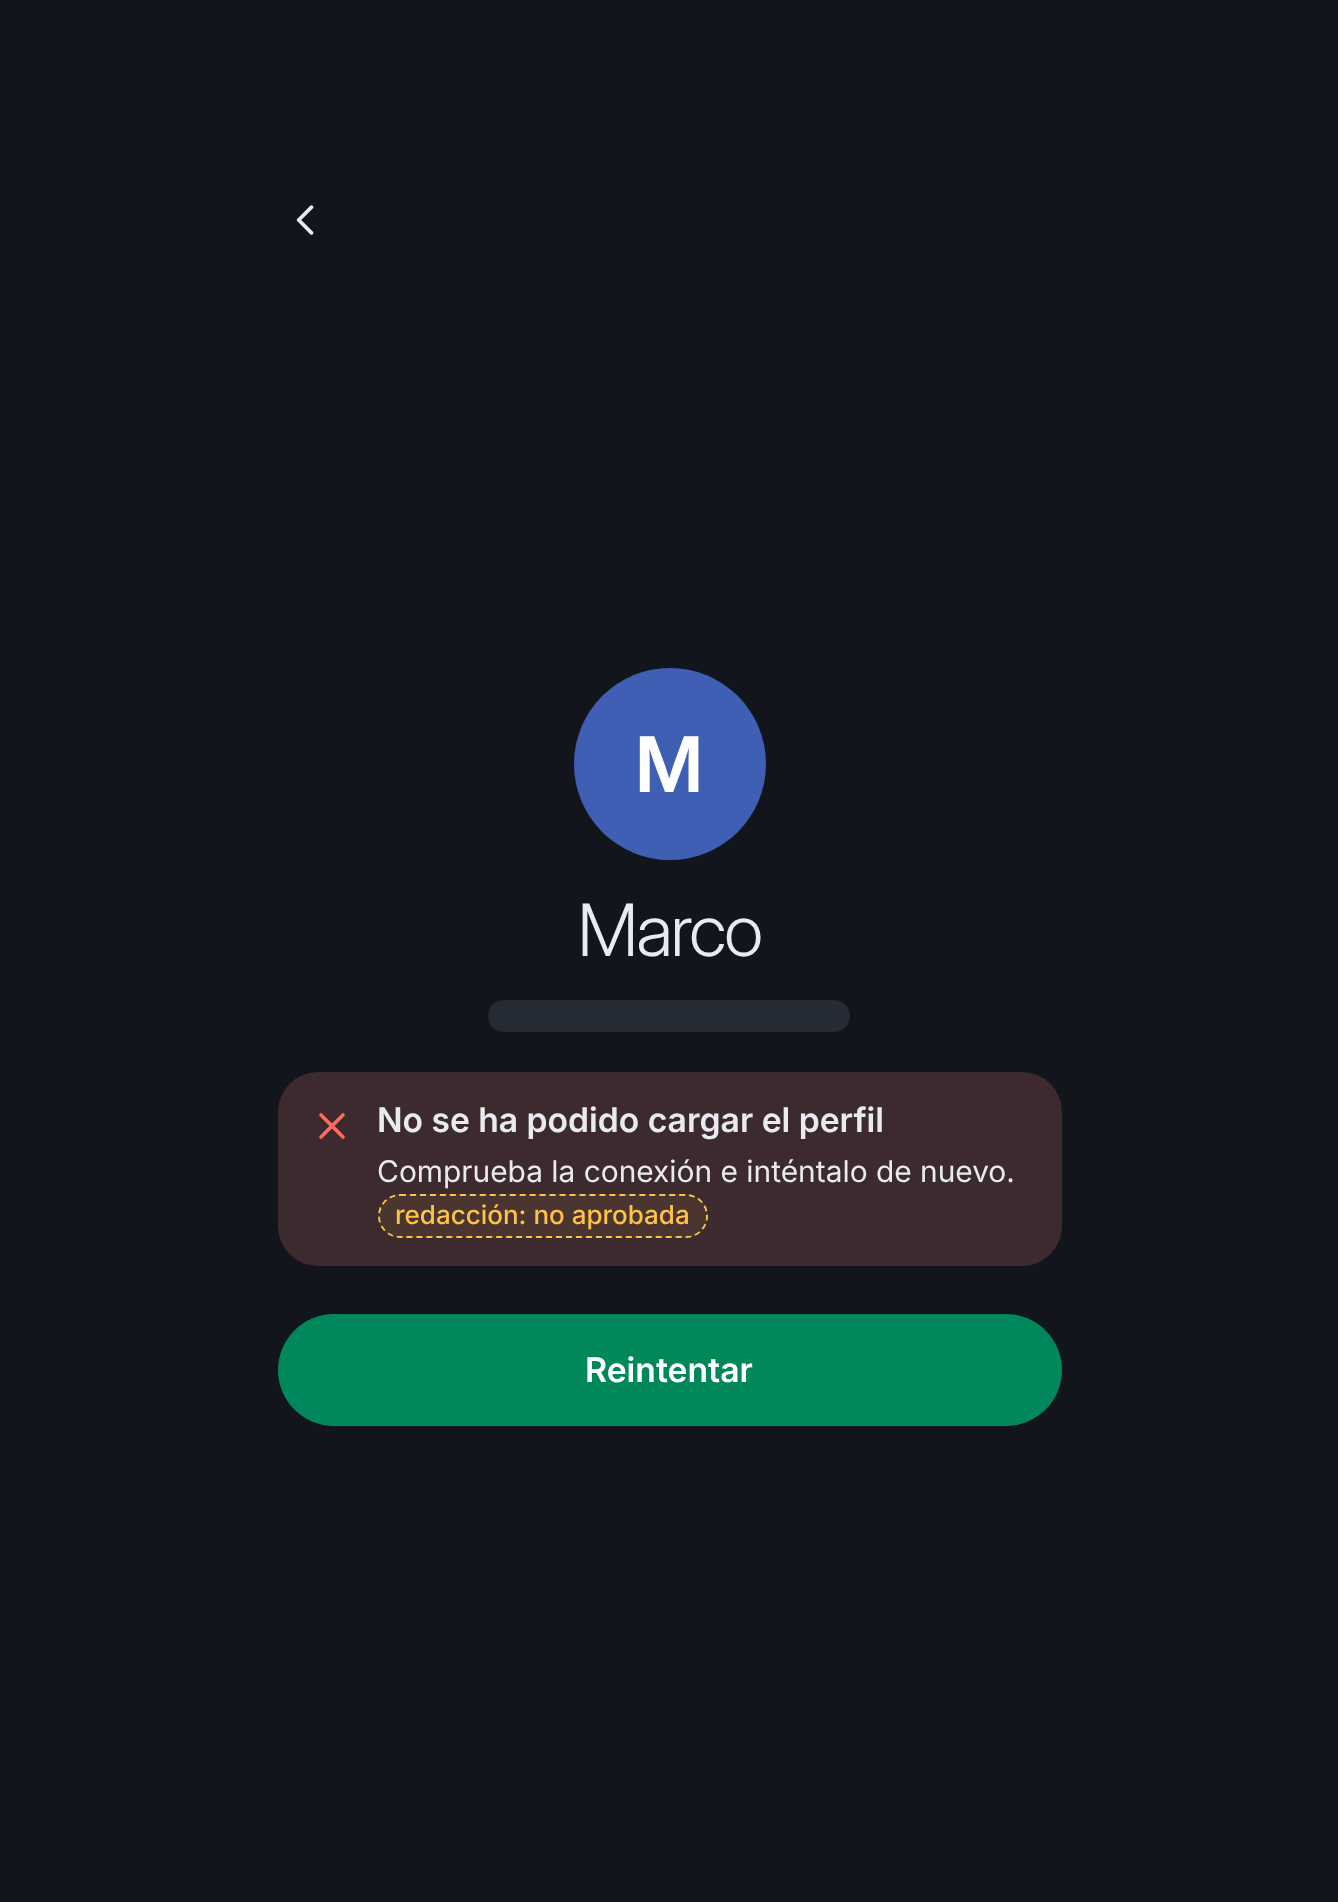 M
Marco
No se ha podido cargar el perfil
Comprueba la conexión e inténtalo de nuevo.
redacción: no aprobada
Reintentar